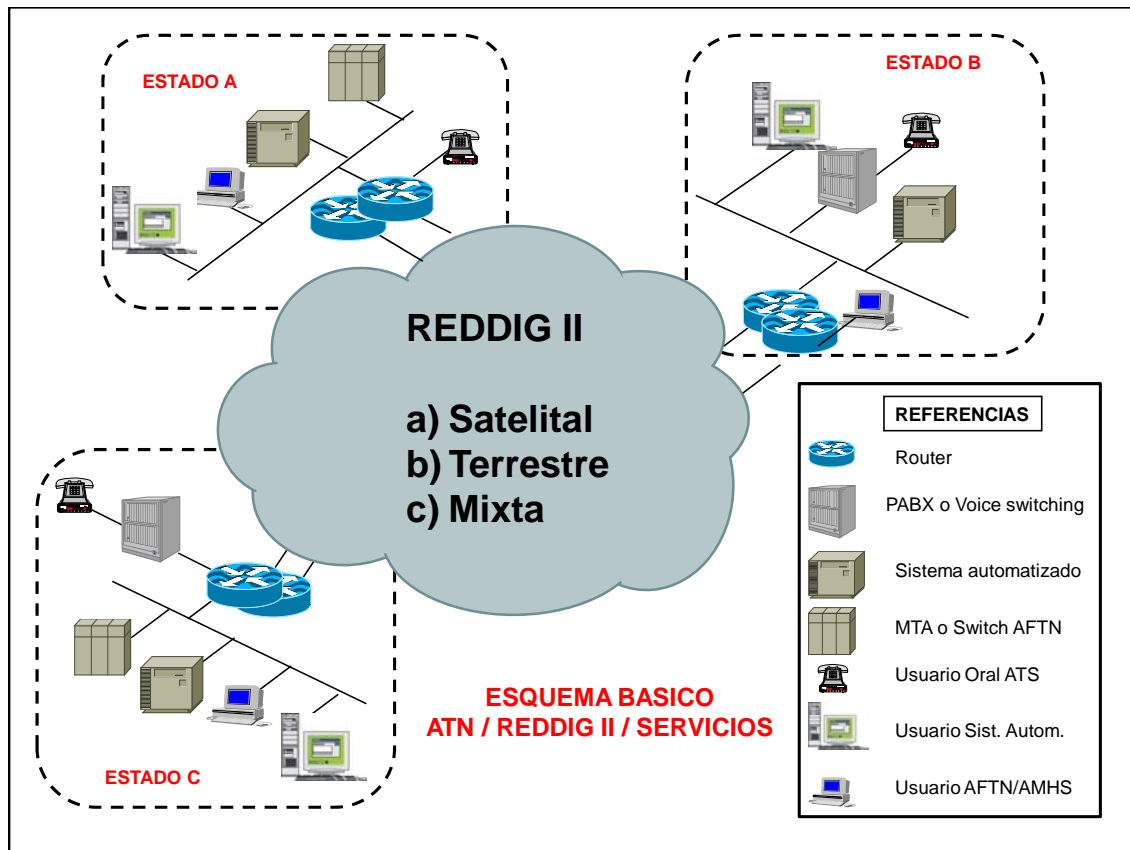 ESTADO A
ESTADO B
REDDIG II
a) Satelital
b) Terrestre
c) Mixta
REFERENCIAS
Router
PABX o Voice switching
Sistema automatizado
MTA o Switch AFTN
Usuario Oral ATS
Usuario Sist. Autom.
Usuario AFTN/AMHS
ESQUEMA BASICO
ATN / REDDIG II / SERVICIOS
ESTADO C